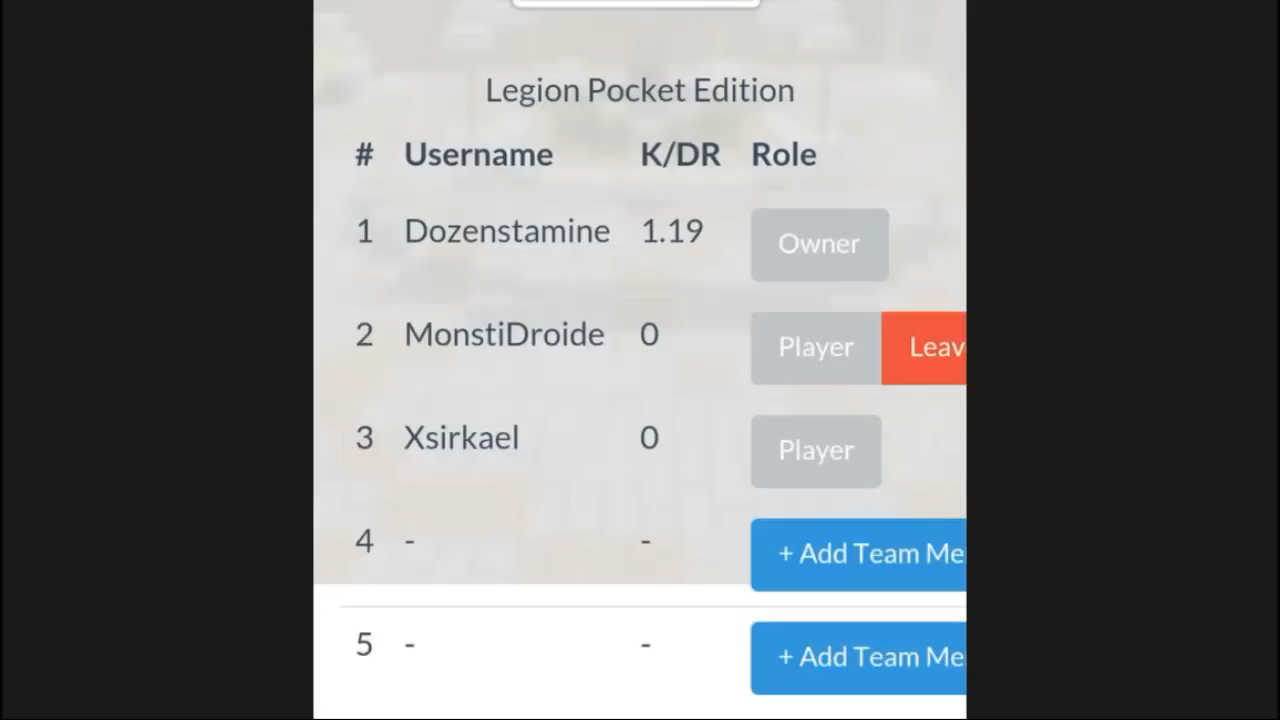 Legion Pocket Edition
# Username K/DR Role
1 Dozenstamine 1.19 Owner
2 MonstiDroide 0 Player Leav
3 Xsirkael 0 Player
4 - - + Add Team Me
5 - - + Add Team Me